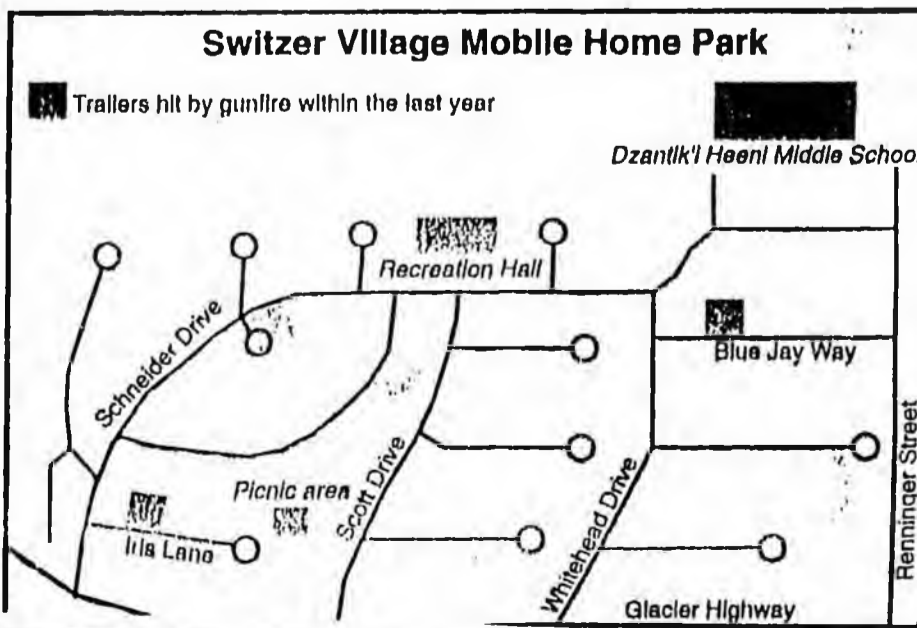 Switzer Village Mobile Home Park
Trailers hit by gunfire within the last year
Dzantik'i Heeni Middle School
Recreation Hall
Schneider Drive
Blue Jay Way
Picnic area
Scott Drive
Iris Lane
Whitehead Drive
Renninger Street
Glacier Highway